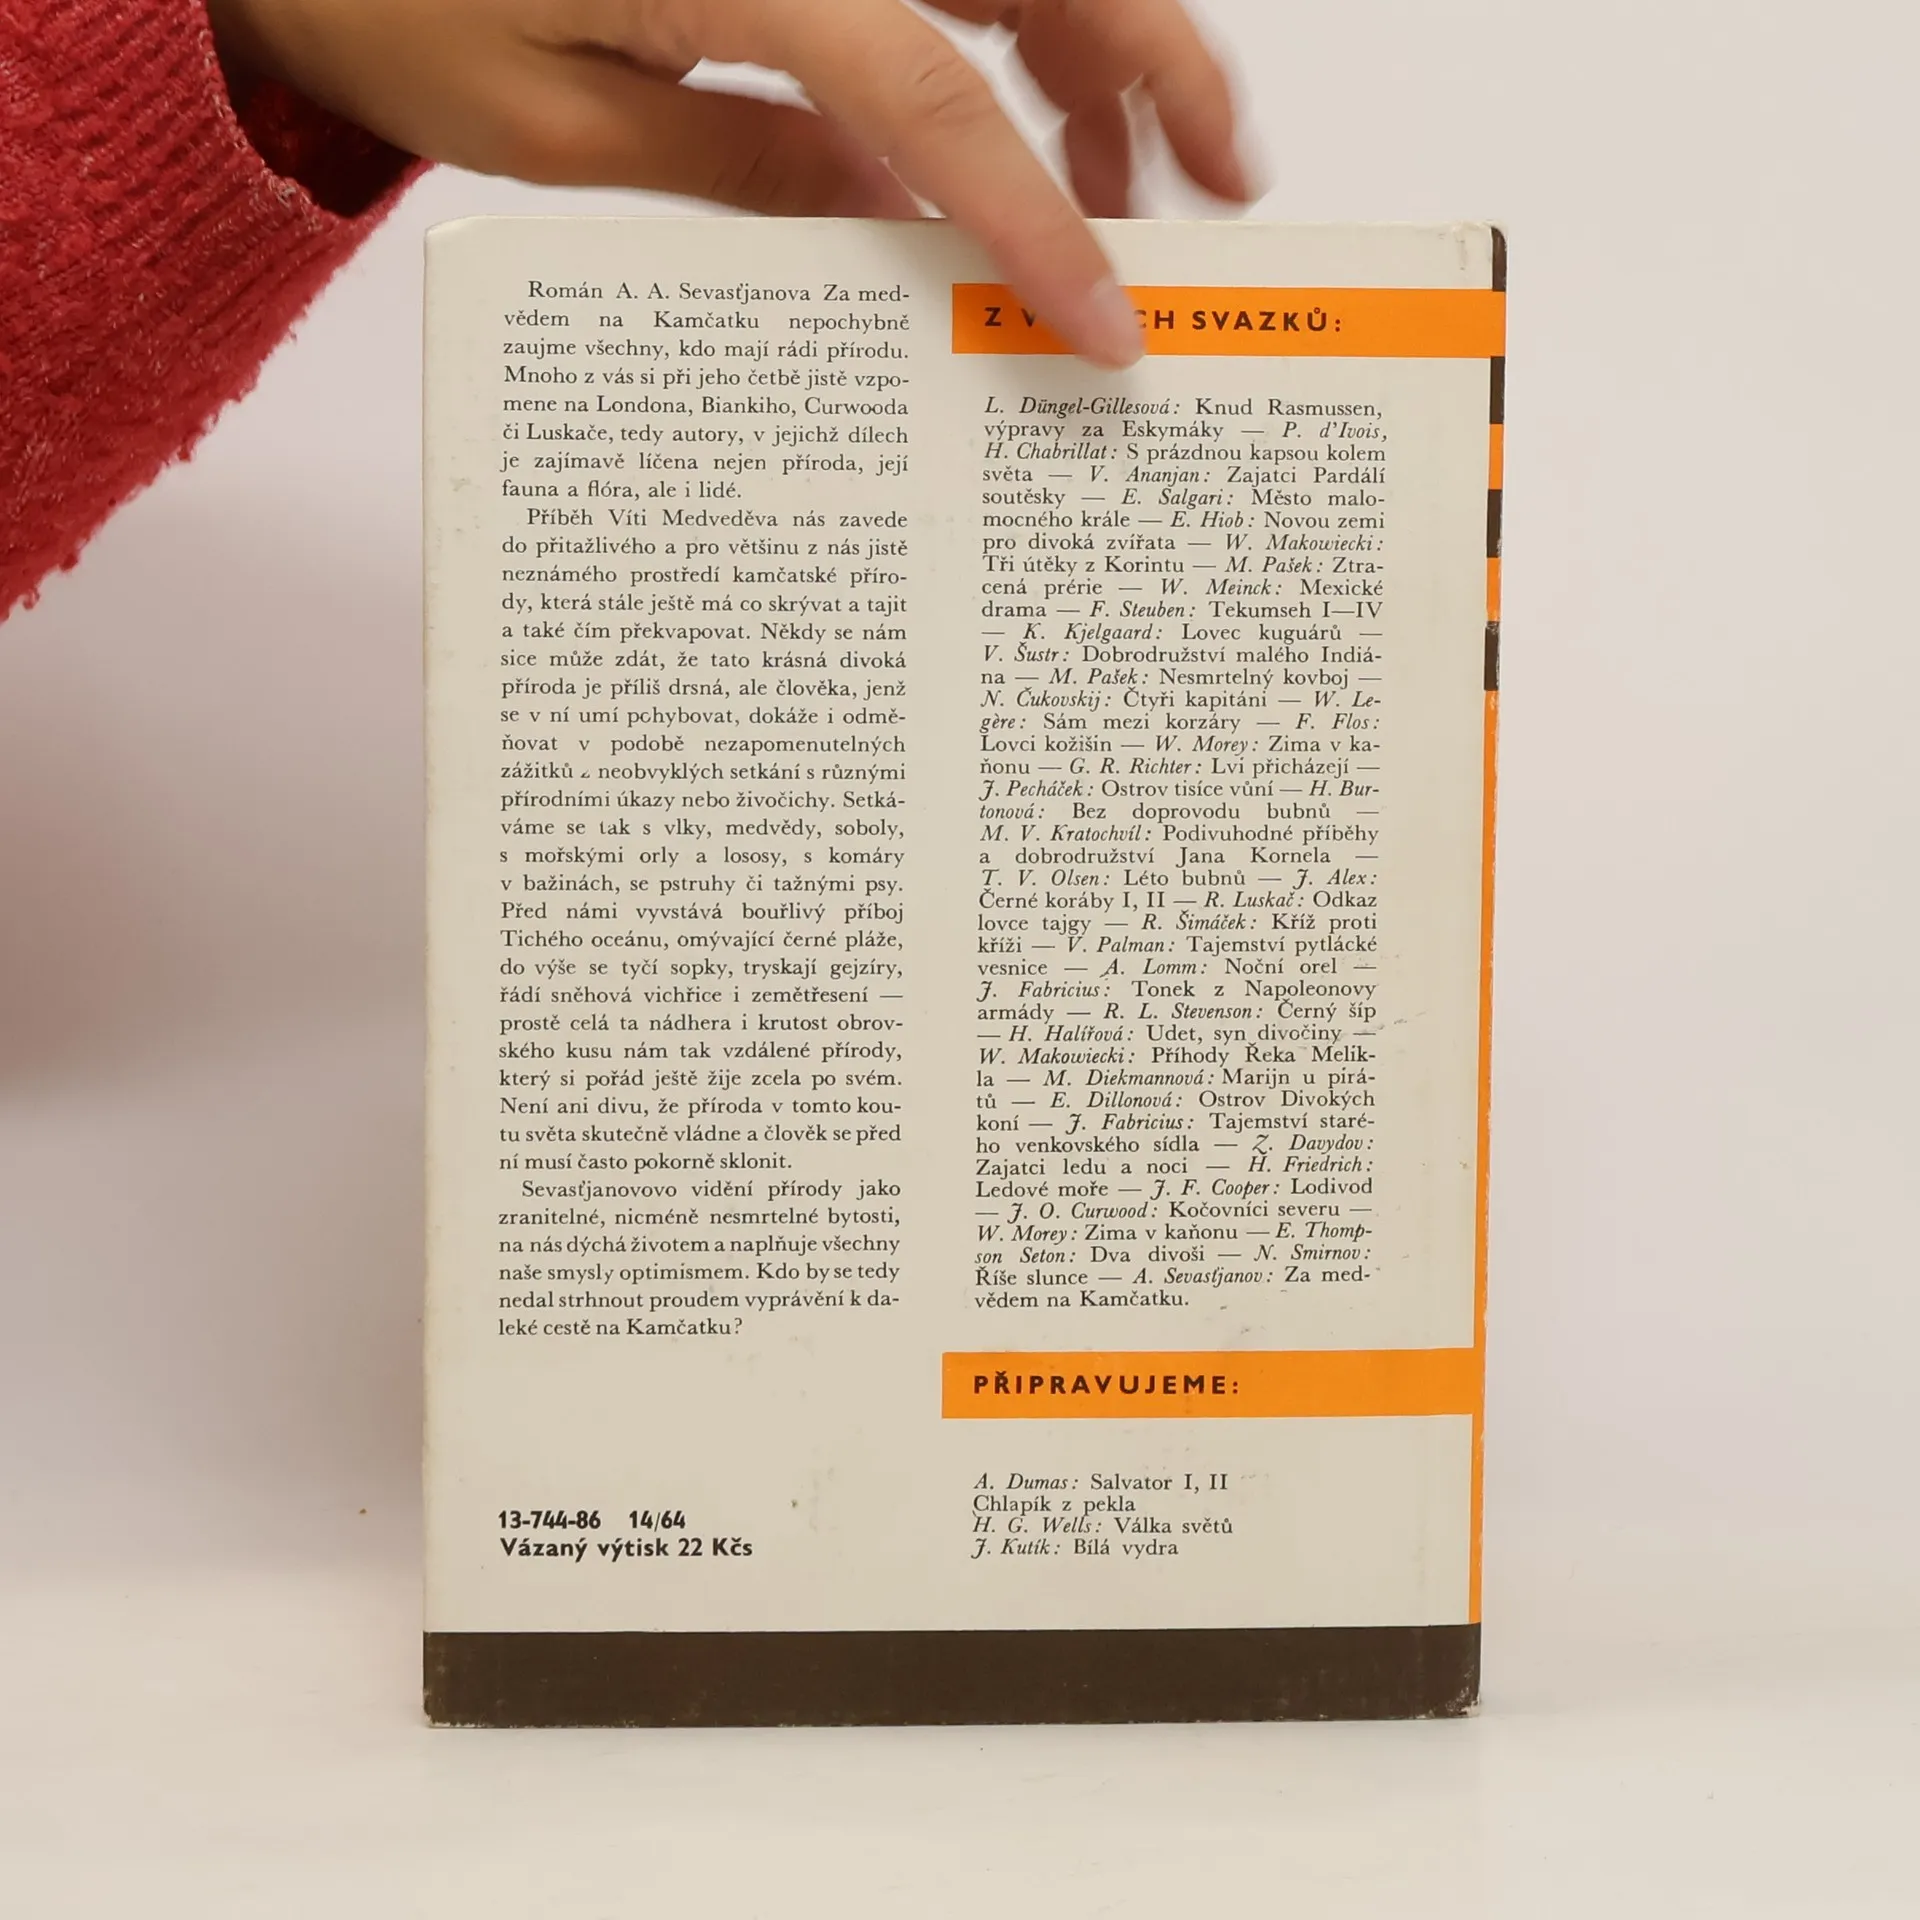 Román A. A. Sevasťjanova Za med-
vědem na Kamčatku nepochybně
zaujme všechny, kdo mají rádi přírodu.
Mnoho z vás si při jeho četbě jistě vzpo-
mene na Londona, Biankiho, Curwooda
či Luskače, tedy autory, v jejichž dílech
je zajímavě líčena nejen příroda, její
fauna a flóra, ale i lidé.
Příběh Víti Medveděva nás zavede
do přitažlivého a pro většinu z nás jistě
neznámého prostředí kamčatské příro-
dy, která stále ještě má co skrývat a tajit
a také čím překvapovat. Někdy se nám
sice může zdát, že tato krásná divoká
příroda je příliš drsná, ale člověka, jenž
se v ní umí pohybovat, dokáže i odmě-
ňovat v podobě nezapomenutelných
zážitků z neobvyklých setkání s různými
přírodními úkazy nebo živočichy. Setká-
váme se tak s vlky, medvědy, soboly,
s mořskými orly a lososy, s komáry
v bažinách, se pstruhy či tažnými psy.
Před námi vyvstává bouřlivý příboj
Tichého oceánu, omývající černé pláže,
do výše se tyčí sopky, tryskají gejzíry,
řádí sněhová vichřice i zemětřesení —
prostě celá ta nádhera i krutost obrov-
ského kusu nám tak vzdálené přírody,
který si pořád ještě žije zcela po svém.
Není ani divu, že příroda v tomto kou-
tu světa skutečně vládne a člověk se před
ní musí často pokorně sklonit.
Sevasťjanovovo vidění přírody jako
zranitelné, nicméně nesmrtelné bytosti,
na nás dýchá životem a naplňuje všechny
naše smysly optimismem. Kdo by se tedy
nedal strhnout proudem vyprávění k da-
leké cestě na Kamčatku?
13-744-86 14/64
Vázaný výtisk 22 Kčs
Z SVAZKŮ:
L. Düngel-Gillesová: Knud Rasmussen,
výpravy za Eskymáky — P. d'Ivois,
H. Chabrillat: S prázdnou kapsou kolem
světa — V. Ananjan: Zajatci Pardálí
soutěsky — E. Salgari: Město malo-
mocného krále — E. Hiob: Novou zemi
pro divoká zvířata — W. Makowiecki:
Tři útěky z Korintu — M. Pašek: Ztra-
cená prérie — W. Meinck: Mexické
drama — F. Steuben: Tekumseh I—IV
— K. Kjelgaard: Lovec kuguárů —
V. Šustr: Dobrodružství malého Indiá-
na — M. Pašek: Nesmrtelný kovboj —
N. Čukovskij: Čtyři kapitáni — W. Le-
gère: Sám mezi korzáry — F. Flos:
Lovci kožišin — W. Morey: Zima v ka-
ňonu — G. R. Richter: Lvi přicházejí —
J. Pecháček: Ostrov tisíce vůní — H. Bur-
tonová: Bez doprovodu bubnů —
M. V. Kratochvíl: Podivuhodné příběhy
a dobrodružství Jana Kornela —
T. V. Olsen: Léto bubnů — J. Alex:
Černé koráby I, II — R. Luskač: Odkaz
lovce tajgy — R. Šimáček: Kříž proti
kříži — V. Palman: Tajemství pytlácké
vesnice — A. Lomm: Noční orel —
J. Fabricius: Tonek z Napoleonovy
armády — R. L. Stevenson: Černý šíp
— H. Halířová: Udet, syn divočiny —
W. Makowiecki: Příhody Řeka Melik-
la — M. Diekmannová: Marijn u pirá-
tů — E. Dillonová: Ostrov Divokých
koní — J. Fabricius: Tajemství staré-
ho venkovského sídla — Z. Davydov:
Zajatci ledu a noci — H. Friedrich:
Ledové moře — J. F. Cooper: Lodivod
— J. O. Curwood: Kočovníci severu —
W. Morey: Zima v kaňonu — E. Thomp-
son Seton: Dva divoši — N. Smirnov:
Říše slunce — A. Sevasťjanov: Za med-
vědem na Kamčatku.
PŘIPRAVUJEME:
A. Dumas: Salvator I, II
Chlapík z pekla
H. G. Wells: Válka světů
J. Kutík: Bílá vydra